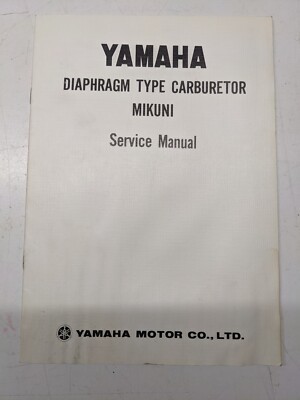 YAMAHA
DIAPHRAGM TYPE CARBURETOR
MIKUNI
Service Manual
YAMAHA MOTOR CO., LTD.